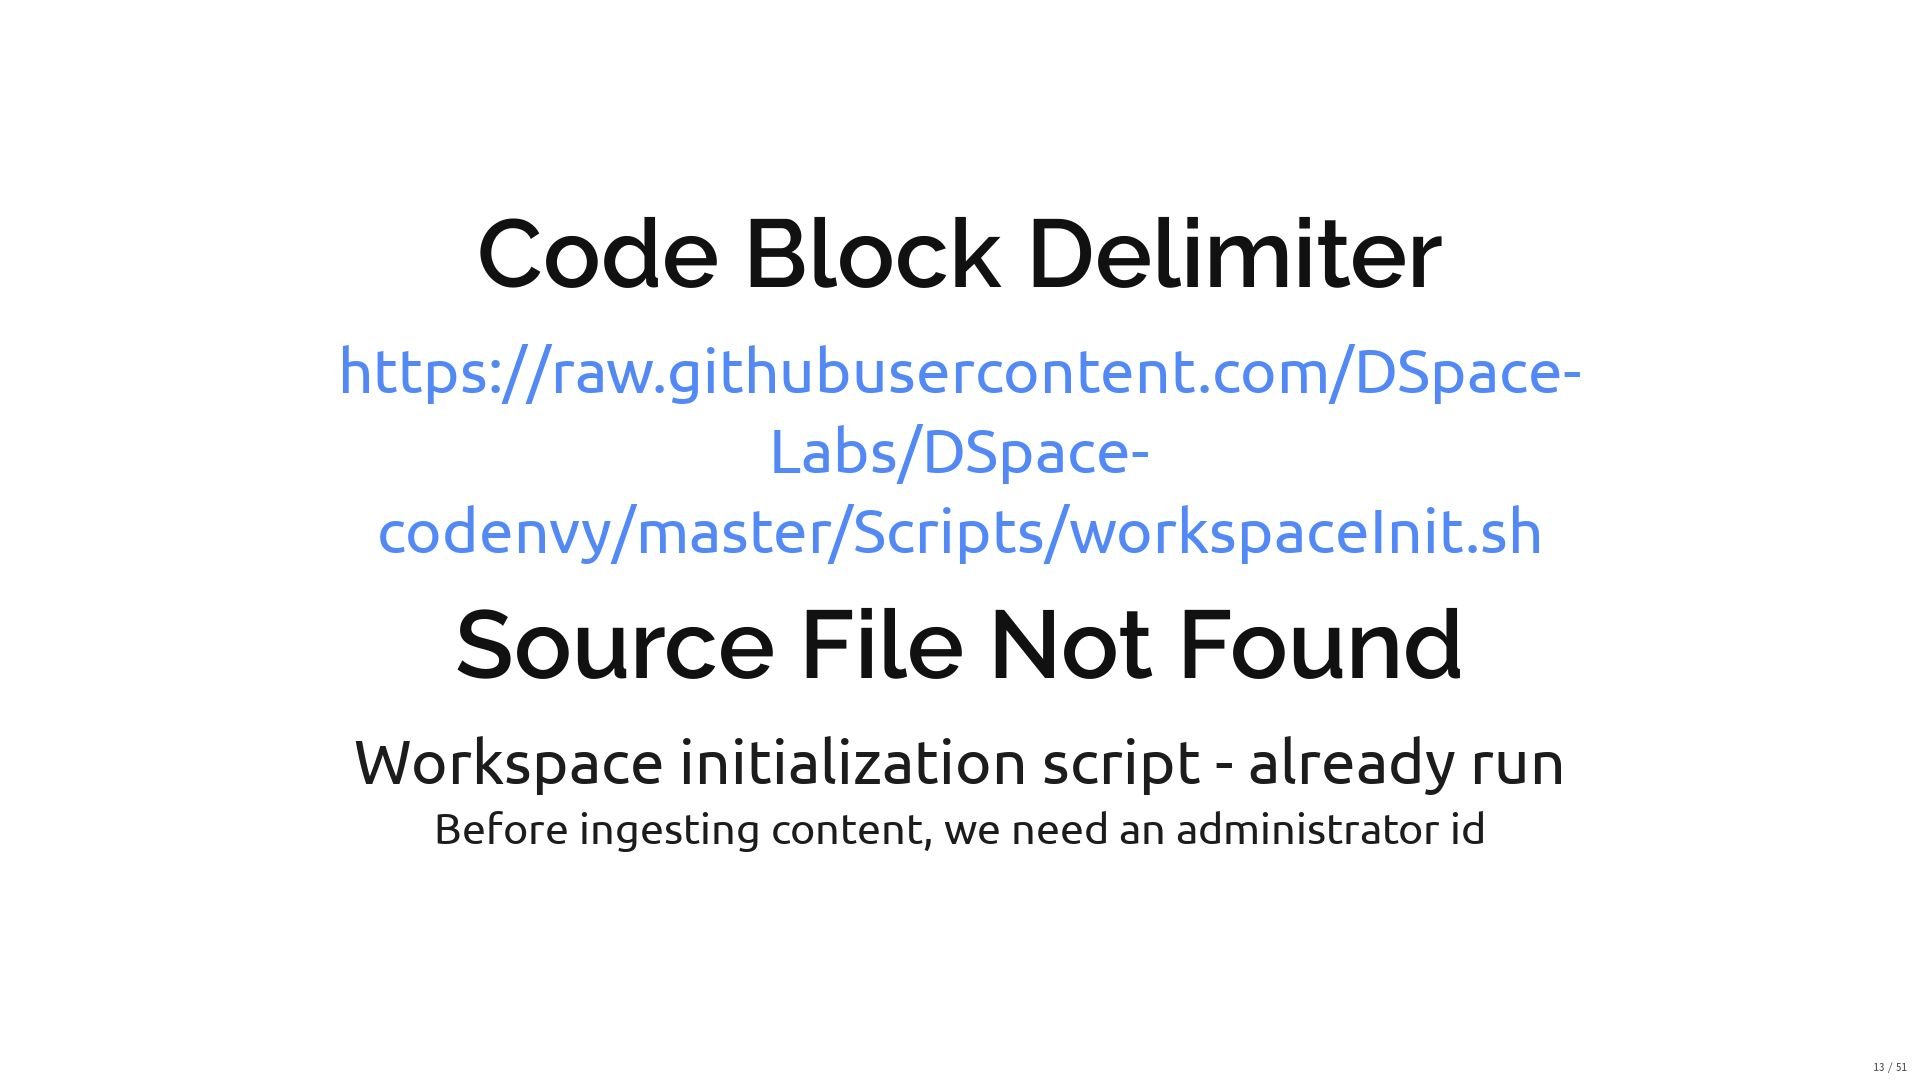 Code Block Delimiter
https://raw.githubusercontent.com/DSpace-
Labs/DSpace-
codenvy/master/Scripts/workspaceInit.sh
Source File Not Found
Workspace initialization script - already run
Before ingesting content, we need an administrator id
13 / 51